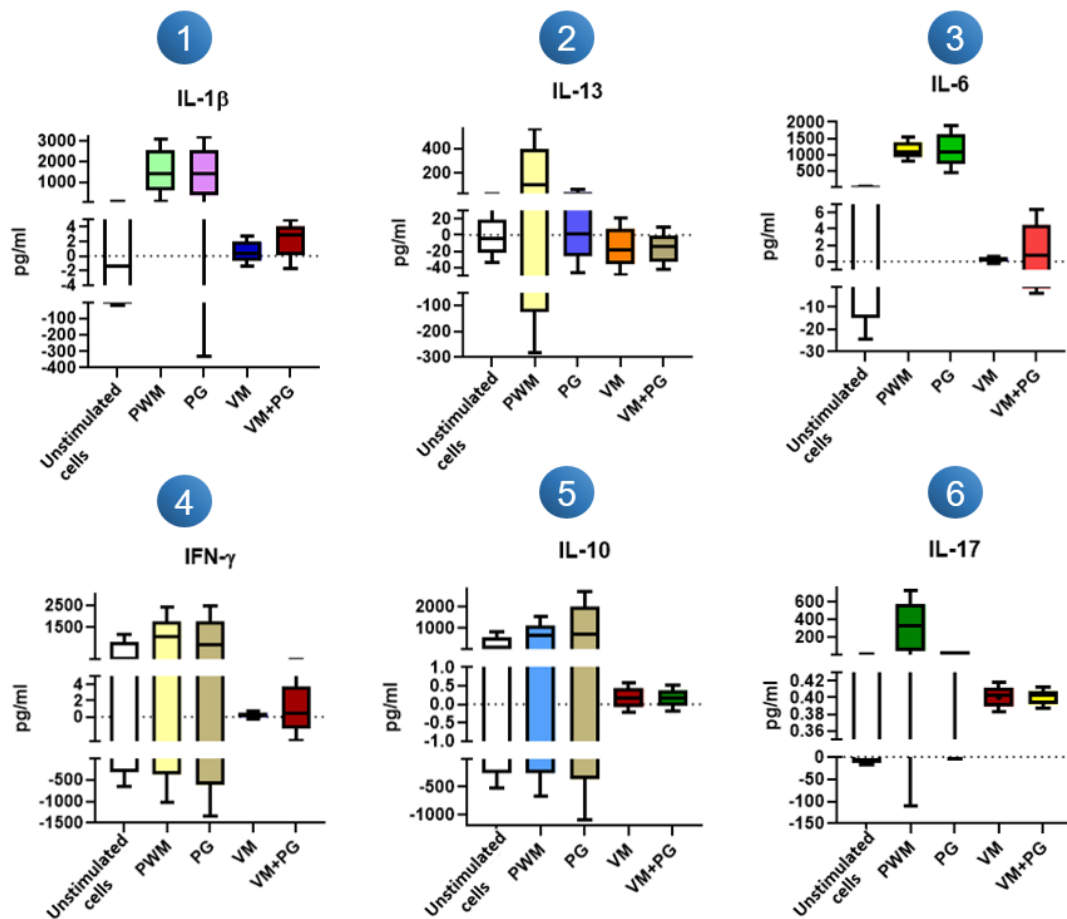 1
2
3
IL-1β
IL-13
IL-6
pg/ml
3000
1000
4
2
0
-2
4
-100
-200
-300
-400
Unstimulated
cells
PWM
PG
VM
VM+PG
pg/ml
400
200
20
0
-20
-40
-100
-200
-300
Unstimulated
cells
PWM
PG
VM
VM+PG
pg/ml
2000
1500
1000
500
6
4
2
0
-10
-20
-30
Unstimulated
cells
PWM
PG
VM
VM+PG
4
5
6
IFN-γ
IL-10
IL-17
pg/ml
2500
1500
4
2
0
-500
-1000
-1500
Unstimulated
cells
PWM
PG
VM
VM+PG
pg/ml
2000
1000
1.0
0.5
0.0
0.5
1.0
-500
-1000
Unstimulated
cells
PWM
PG
VM
VM+PG
pg/ml
600
400
200
0.42
0.40
0.38
0.36
0
-50
-100
-150
Unstimulated
cells
PWM
PG
VM
VM+PG